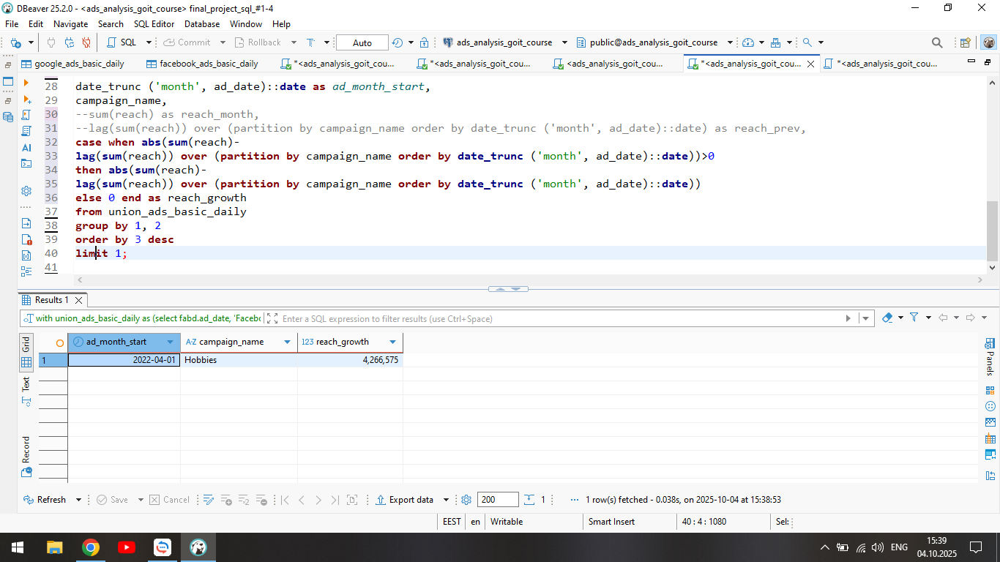 DBeaver 25.2.0 - <ads_analysis_goit_course> final_project_sql_#1-4
File Edit Navigate Search SQL Editor Database Window Help
SQL Commit Rollback T Auto ads_analysis_goit_course public@ads_analysis_goit_course
google_ads_basic_daily facebook_ads_basic_daily *<ads_analysis_goit_cou... *<ads_analysis_goit_cou... <ads_analysis_goit_cou... *<ads_analysis_goit_cou... *<ads_analysis_goit_cou...
28 date_trunc ('month', ad_date)::date as ad_month_start,
29 campaign_name,
30 --sum(reach) as reach_month,
31 --lag(sum(reach)) over (partition by campaign_name order by date_trunc ('month', ad_date)::date) as reach_prev,
32 case when abs(sum(reach)-
33 lag(sum(reach)) over (partition by campaign_name order by date_trunc ('month', ad_date)::date))>0
34 then abs(sum(reach)-
35 lag(sum(reach)) over (partition by campaign_name order by date_trunc ('month', ad_date)::date))
36 else 0 end as reach_growth
37 from union_ads_basic_daily
38 group by 1, 2
39 order by 3 desc
40 limit 1;
41
AI
Results 1
with union_ads_basic_daily as (select fabd.ad_date, 'Facebo Enter a SQL expression to filter results (use Ctrl+Space)
Grid
Text
Record
ad_month_start A-Z campaign_name 123 reach_growth
1 2022-04-01 Hobbies 4,266,575
Panels
Refresh Save Cancel Export data 200 1 ... 1 row(s) fetched - 0.038s, on 2025-10-04 at 15:38:53
EEST en Writable Smart Insert 40 : 4 : 1080 Sel:
ENG 15:39
04.10.2025